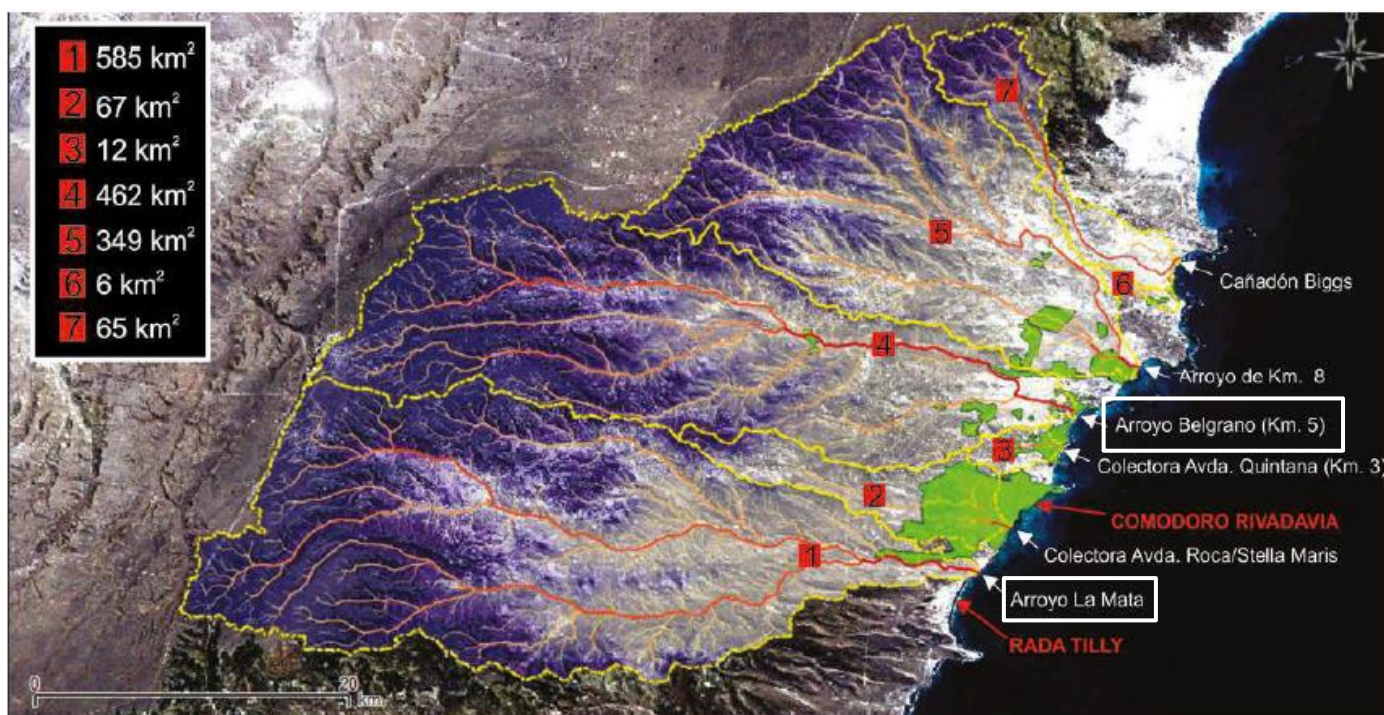 1 585 km²
2 67 km²
3 12 km²
4 462 km²
5 349 km²
6 6 km²
7 65 km²
7
5
6
Cañadón Biggs
4
Arroyo de Km. 8
Arroyo Belgrano (Km. 5)
3
Colectora Avda. Quintana (Km. 3)
2
COMODORO RIVADAVIA
Colectora Avda. Roca/Stella Maris
1
Arroyo La Mata
RADA TILLY
0 20
km